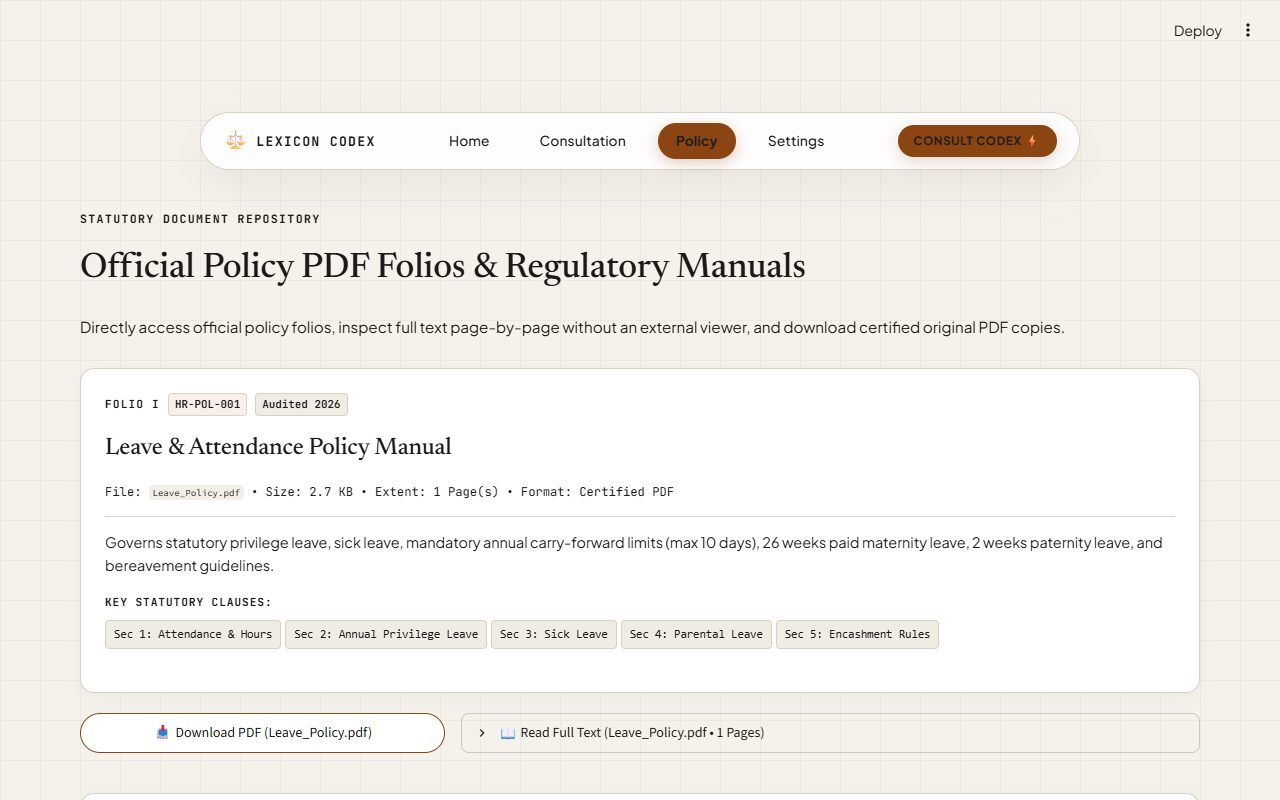 Deploy
⚖️ LEXICON CODEX Home Consultation Policy Settings CONSULT CODEX ⚡
STATUTORY DOCUMENT REPOSITORY
Official Policy PDF Folios & Regulatory Manuals
Directly access official policy folios, inspect full text page-by-page without an external viewer, and download certified original PDF copies.
FOLIO I HR-POL-001 Audited 2026
Leave & Attendance Policy Manual
File: Leave_Policy.pdf • Size: 2.7 KB • Extent: 1 Page(s) • Format: Certified PDF
Governs statutory privilege leave, sick leave, mandatory annual carry-forward limits (max 10 days), 26 weeks paid maternity leave, 2 weeks paternity leave, and
bereavement guidelines.
KEY STATUTORY CLAUSES:
Sec 1: Attendance & Hours Sec 2: Annual Privilege Leave Sec 3: Sick Leave Sec 4: Parental Leave Sec 5: Encashment Rules
📥 Download PDF (Leave_Policy.pdf) 📖 Read Full Text (Leave_Policy.pdf • 1 Pages)